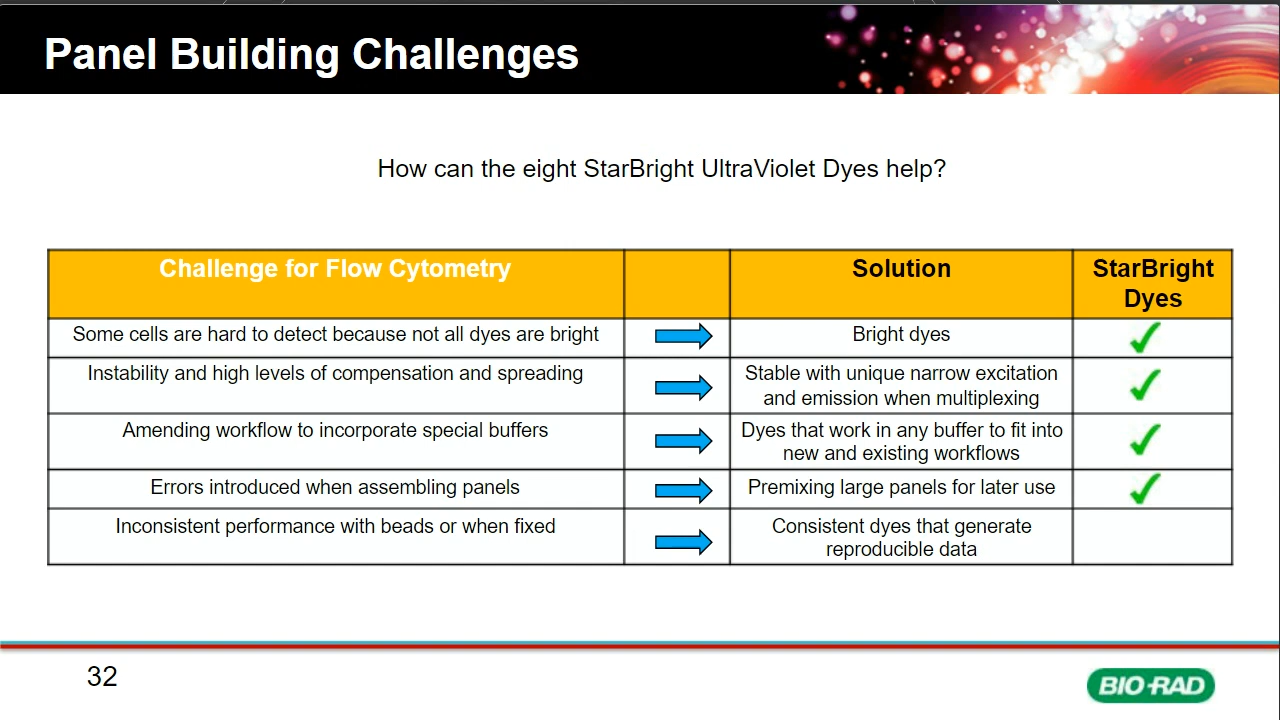 Panel Building Challenges
How can the eight StarBright UltraViolet Dyes help?
Challenge for Flow Cytometry
Solution
StarBright
Dyes
Some cells are hard to detect because not all dyes are bright
Bright dyes
Instability and high levels of compensation and spreading
Stable with unique narrow excitation
and emission when multiplexing
Amending workflow to incorporate special buffers
Dyes that work in any buffer to fit into
new and existing workflows
Errors introduced when assembling panels
Premixing large panels for later use
Inconsistent performance with beads or when fixed
Consistent dyes that generate
reproducible data
32
BIO-RAD